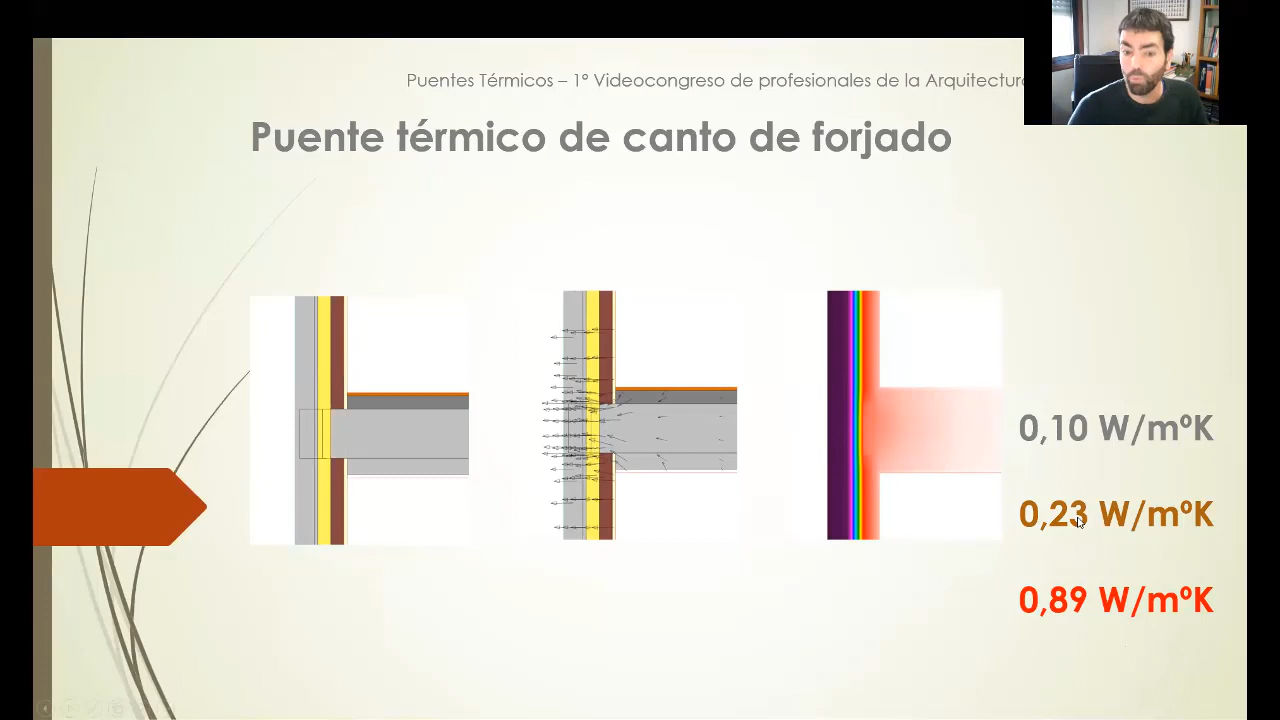 Puentes Térmicos – 1º Videocongreso de profesionales de la Arquitectura
Puente térmico de canto de forjado
0,10 W/mºK
0,23 W/mºK
0,89 W/mºK